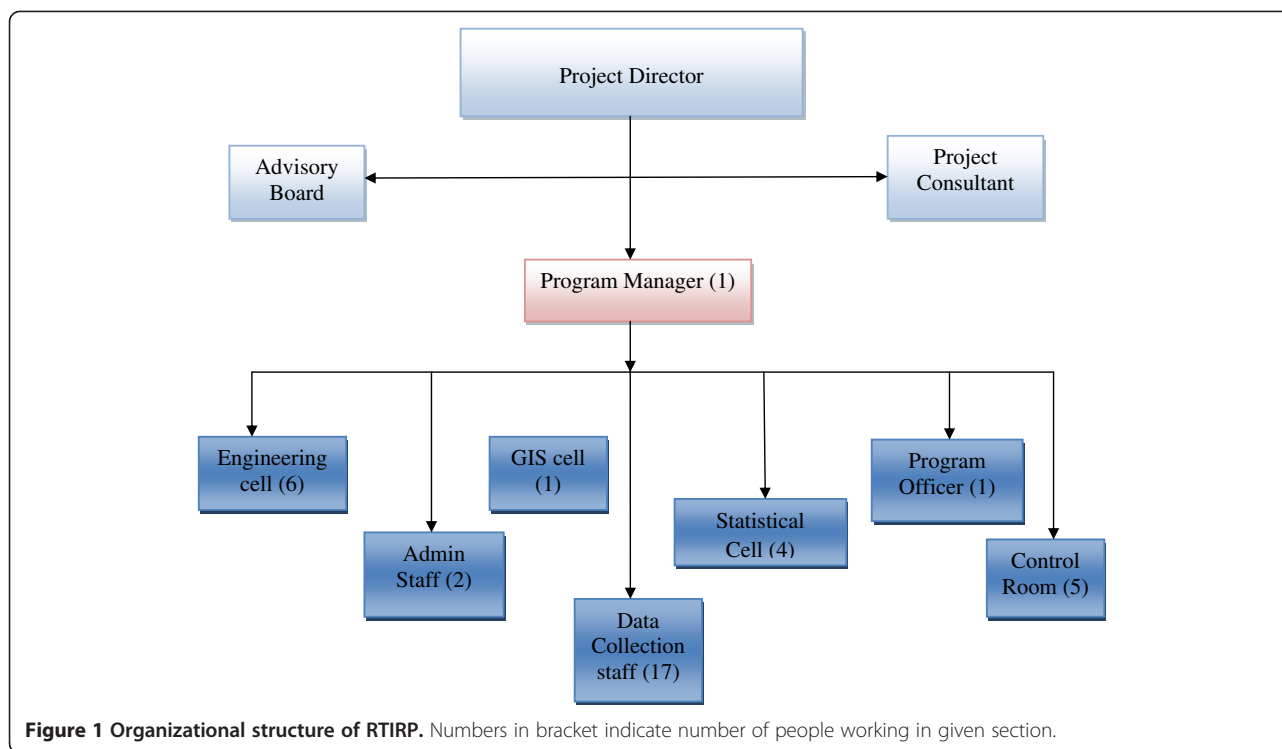 Project Director
Advisory
Board
Project
Consultant
Program Manager (1)
Engineering
cell (6)
GIS cell
(1)
Program
Officer (1)
Statistical
Cell (4)
Admin
Staff (2)
Control
Room (5)
Data
Collection
staff (17)
Figure 1 Organizational structure of RTIRP. Numbers in bracket indicate number of people working in given section.